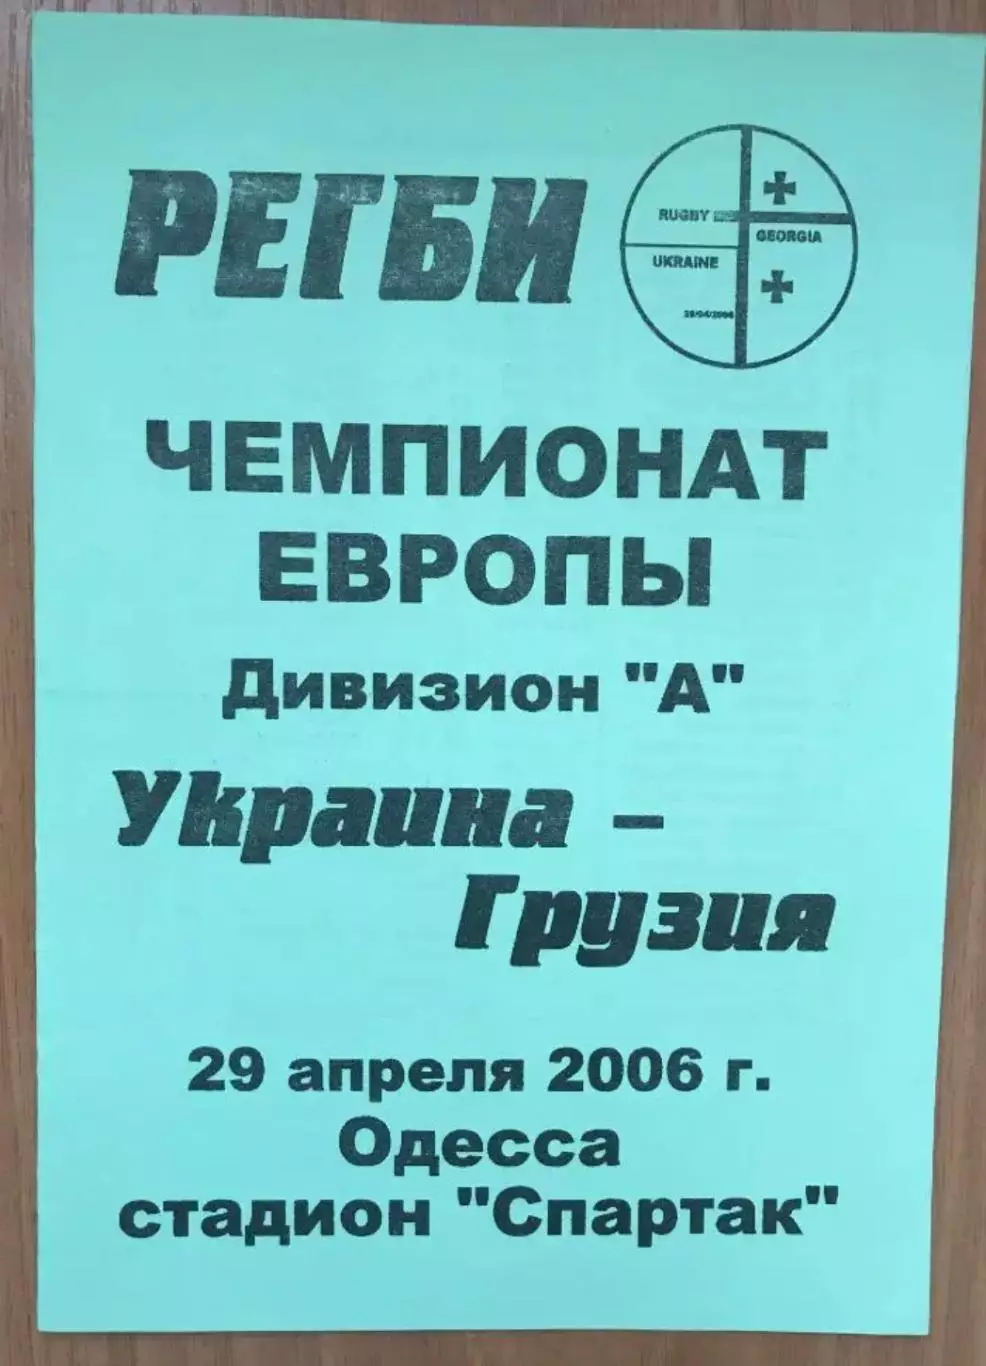 РЕГБИ
RUGBY
GEORGIA
UKRAINE
ЧЕМПИОНАТ
ЕВРОПЫ
Дивизион "А"
Украина –
Грузия
29 апреля 2006 г.
Одесса
стадион "Спартак"